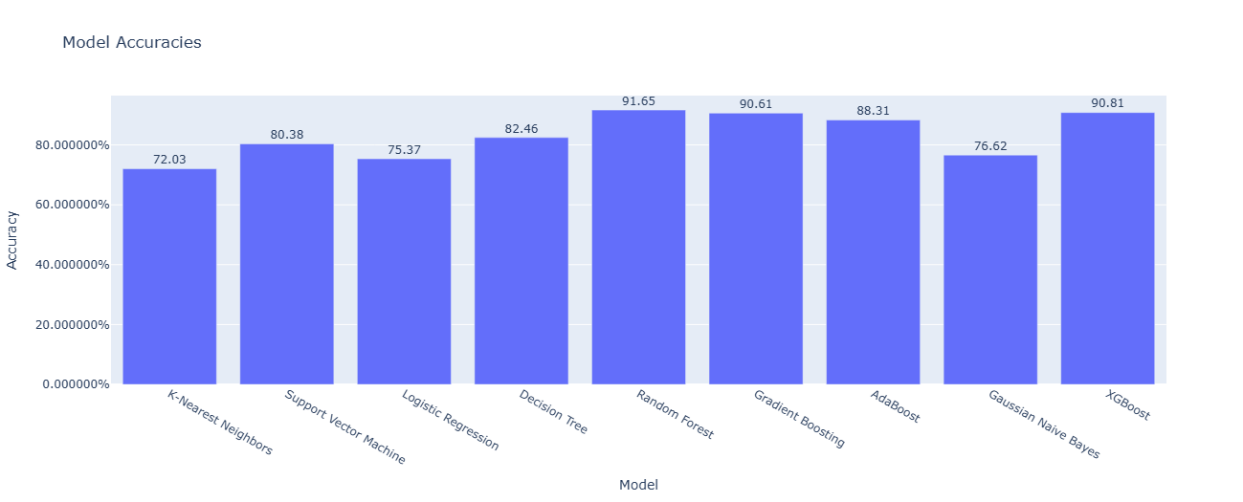 Model Accuracies
91.65
90.61
90.81
88.31
82.46
80.38
80.000000%
75.37
76.62
72.03
60.000000%
Accuracy
40.000000%
20.000000%
0.000000%
K-Nearest Neighbors
Support Vector Machine
Logistic Regression
Decision Tree
Random Forest
Gradient Boosting
AdaBoost
Gaussian Naive Bayes
XGBoost
Model